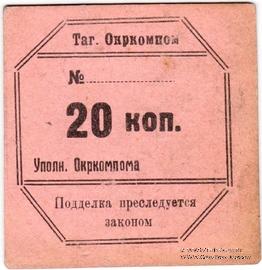 Таг. Окркомпом
№
20 коп.
Уполн. Окркомпома
Подделка преследуется
законом